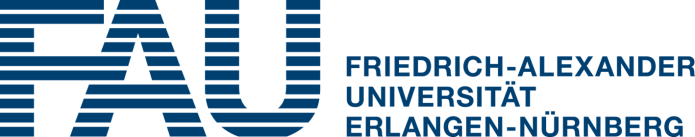 FAU
FRIEDRICH-ALEXANDER
UNIVERSITÄT
ERLANGEN-NÜRNBERG